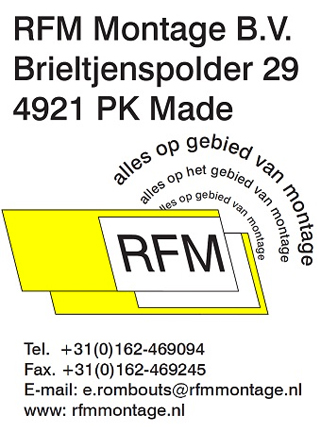 RFM Montage B.V.
Brieltjenspolder 29
4921 PK Made
alles op gebied van montage
alles op het gebied van montage
alles op gebied van montage
RFM
Tel. +31(0)162-469094
Fax. +31(0)162-469245
E-mail: e.rombouts@rfmmontage.nl
www: rfmmontage.nl